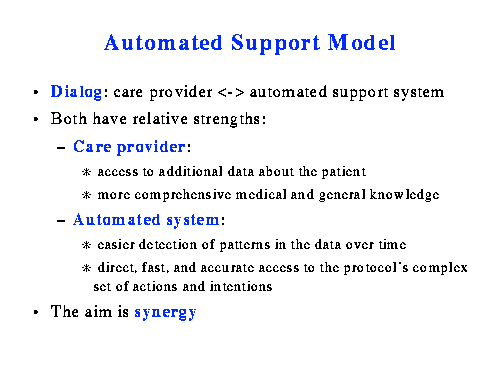 Automated Support Model
• Dialog: care provider <-> automated support system
• Both have relative strengths:
– Care provider:
* access to additional data about the patient
* more comprehensive medical and general knowledge
– Automated system:
* easier detection of patterns in the data over time
* direct, fast, and accurate access to the protocol's complex
set of actions and intentions
• The aim is synergy